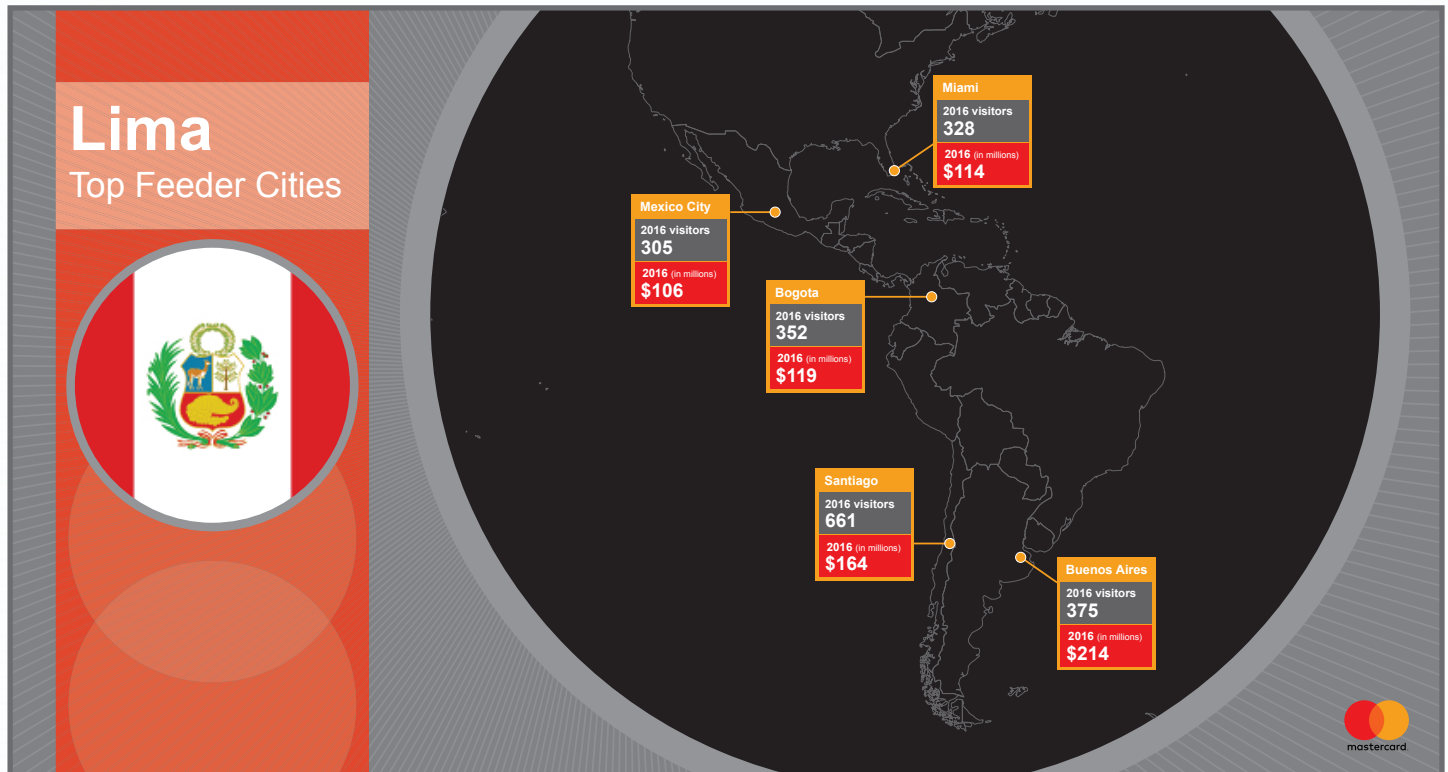 Lima
Top Feeder Cities
Miami
2016 visitors
328
2016 (in millions)
$114
Mexico City
2016 visitors
305
2016 (in millions)
$106
Bogota
2016 visitors
352
2016 (in millions)
$119
Santiago
2016 visitors
661
2016 (in millions)
$164
Buenos Aires
2016 visitors
375
2016 (in millions)
$214
mastercard